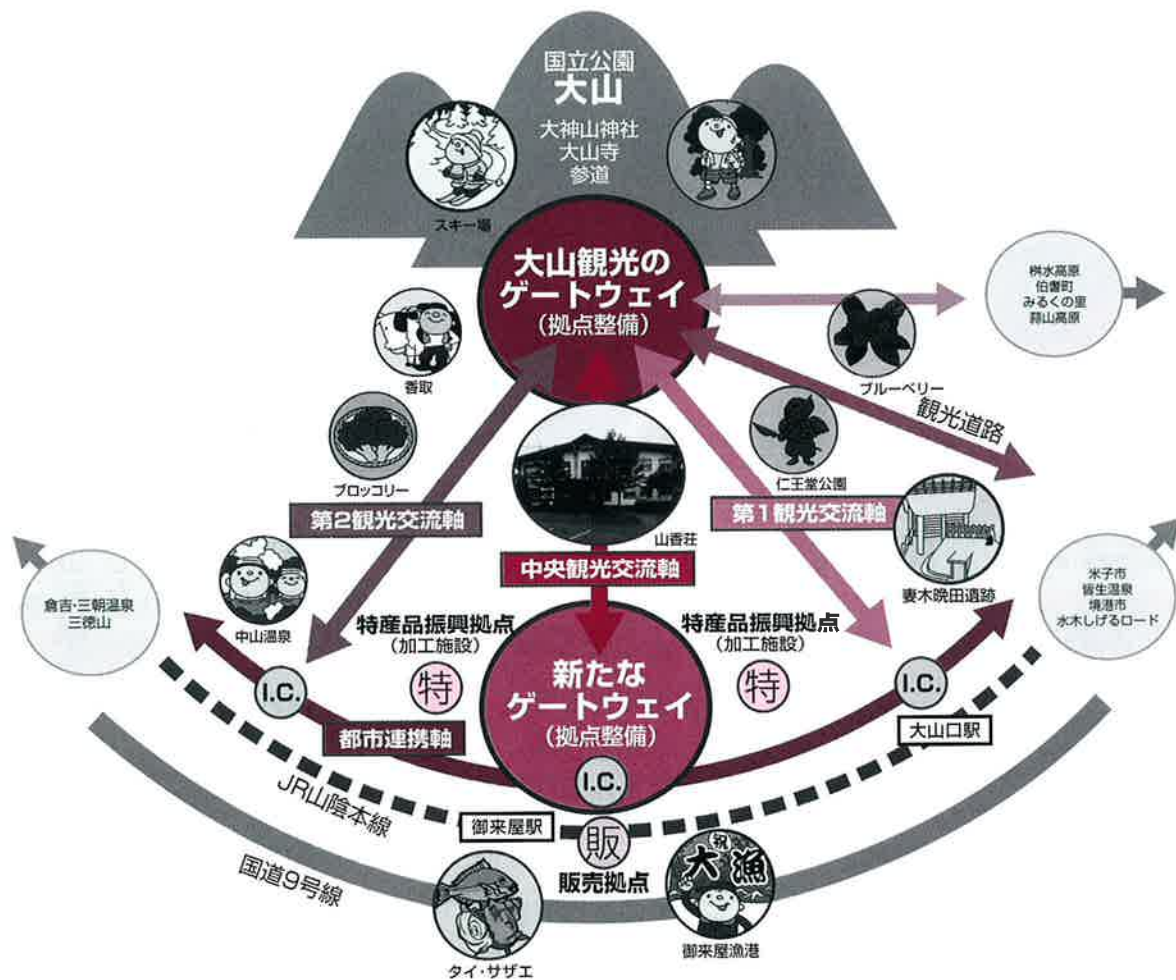 国立公園
大山
大神山神社
大山寺
参道
スキー場
大山観光の
ゲートウェイ
(拠点整備)
桝水高原
伯耆町
みるくの里
蒜山高原
香取
ブルーベリー
観光道路
ブロッコリー
仁王堂公園
第2観光交流軸
第1観光交流軸
山香荘
中央観光交流軸
妻木晩田遺跡
倉吉・三朝温泉
三徳山
中山温泉
米子市
皆生温泉
境港市
水木しげるロード
特産品振興拠点
(加工施設)
特
特産品振興拠点
(加工施設)
特
新たな
ゲートウェイ
(拠点整備)
I.C.
I.C.
I.C.
都市連携軸
大山口駅
JR山陰本線
御来屋駅
販
販売拠点
国道9号線
祝
大漁
タイ・サザエ
御来屋漁港